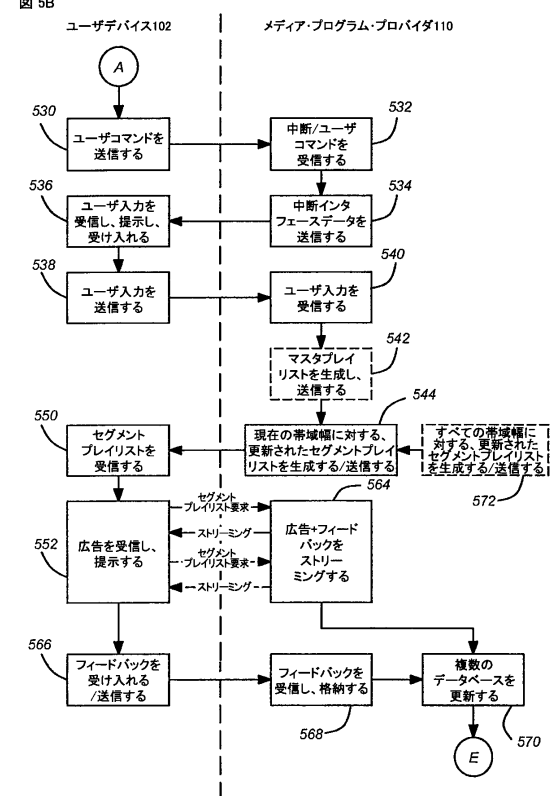 図 5B
ユーザデバイス102
メディア・プログラム・プロバイダ110
A
530
ユーザコマンドを
送信する
532
中断/ユーザ
コマンドを
受信する
536
ユーザ入力を
受信し、提示し、
受け入れる
534
中断インタ
フェースデータを
送信する
538
ユーザ入力を
送信する
540
ユーザ入力を
受信する
542
マスタプレイ
リストを生成し、
送信する
544
550
セグメント
プレイリストを
受信する
現在の帯域幅に対する、
更新されたセグメントプレイ
リストを生成する/送信する
すべての帯域幅に
対する、更新された
セグメントプレイリスト
を生成する/送信する
572
564
552
広告を受信し、
提示する
セグメント
プレイリスト要求
ストリーミング
セグメント
プレイリスト要求
ストリーミング
広告+フィード
バックを
ストリー
ミングする
566
フィードバックを
受け入れる
/送信する
フィードバックを
受信し、格納する
568
複数の
データベースを
更新する
570
E